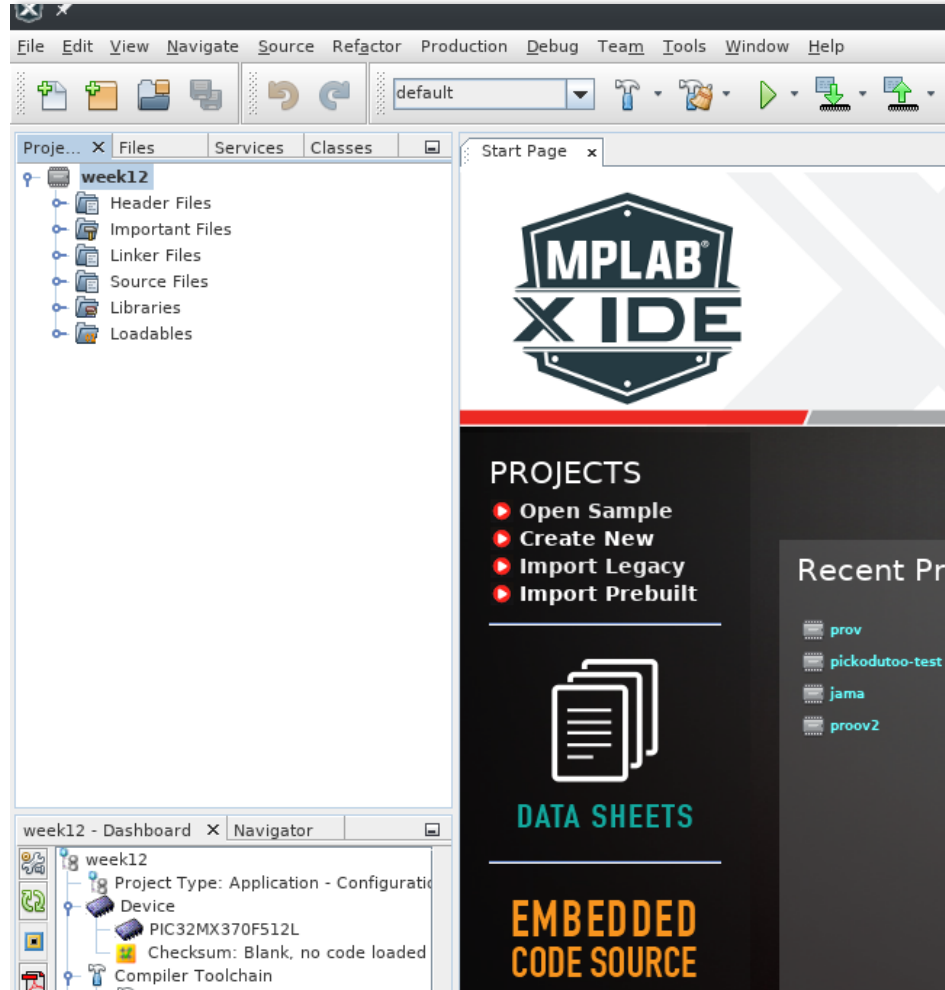 File Edit View Navigate Source Refactor Production Debug Team Tools Window Help
default
Proje... Files Services Classes
week12
Header Files
Important Files
Linker Files
Source Files
Libraries
Loadables
Start Page
MPLAB®
X IDE
PROJECTS
Open Sample
Create New
Import Legacy
Import Prebuilt
DATA SHEETS
EMBEDDED
CODE SOURCE
Recent Pr
prov
pickodutoo-test
jama
proov2
week12 - Dashboard Navigator
week12
Project Type: Application - Configuratio
Device
PIC32MX370F512L
Checksum: Blank, no code loaded
Compiler Toolchain